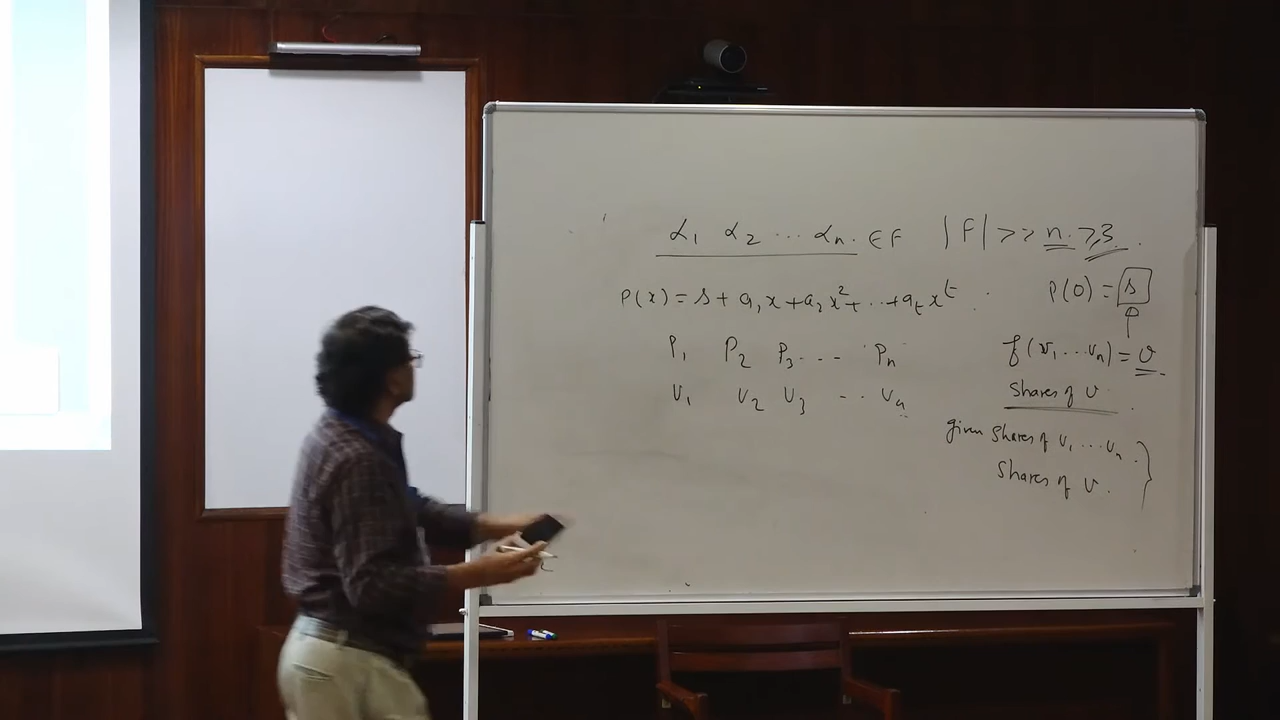 α₁ α₂ ... αₙ ∈ F |F| >> n ≥ 3
P(x) = s + a₁x + a₂x² + ... + aₜxᵗ
P(0) = s
P₁ P₂ P₃ ... Pₙ
f(v₁ ... vₙ) = v
v₁ v₂ v₃ ... vₙ
Shares of v
given shares of v₁ ... vₙ
Shares of v